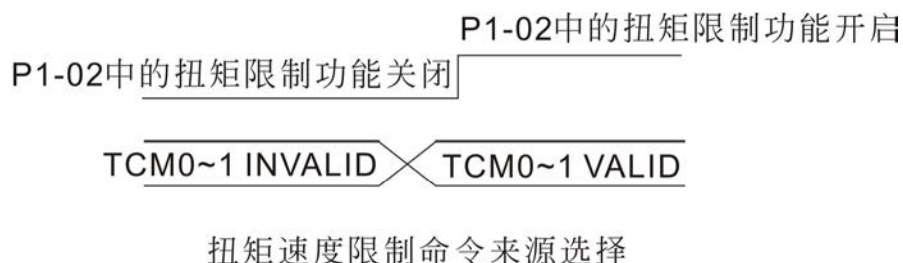 P1-02中的扭矩限制功能开启
P1-02中的扭矩限制功能关闭
TCM0~1 INVALID
TCM0~1 VALID
扭矩速度限制命令来源选择